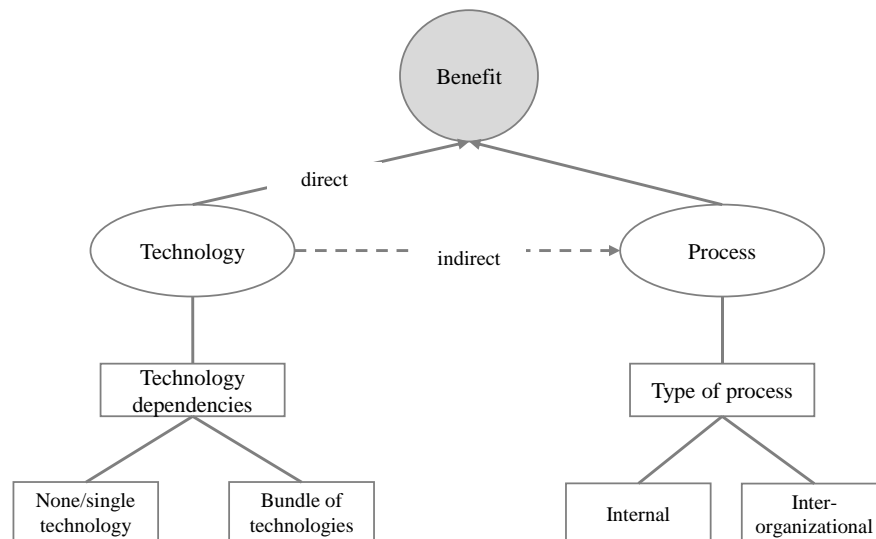 Benefit
direct
Technology
indirect
Process
Technology
dependencies
Type of process
None/single
technology
Bundle of
technologies
Internal
Inter-
organizational